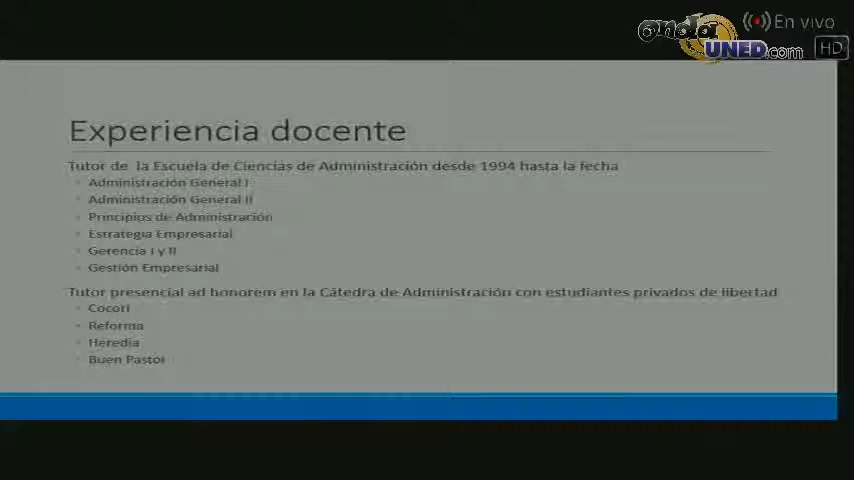 onda UNED.com
En vivo
HD
Experiencia docente
Tutor de la Escuela de Ciencias de Administración desde 1994 hasta la fecha
Administración General I
Administración General II
Principios de Administración
Estrategia Empresarial
Gerencia I y II
Gestión Empresarial
Tutor presencial ad honorem en la Cátedra de Administración con estudiantes privados de libertad
Cocorí
Reforma
Heredia
Buen Pastor